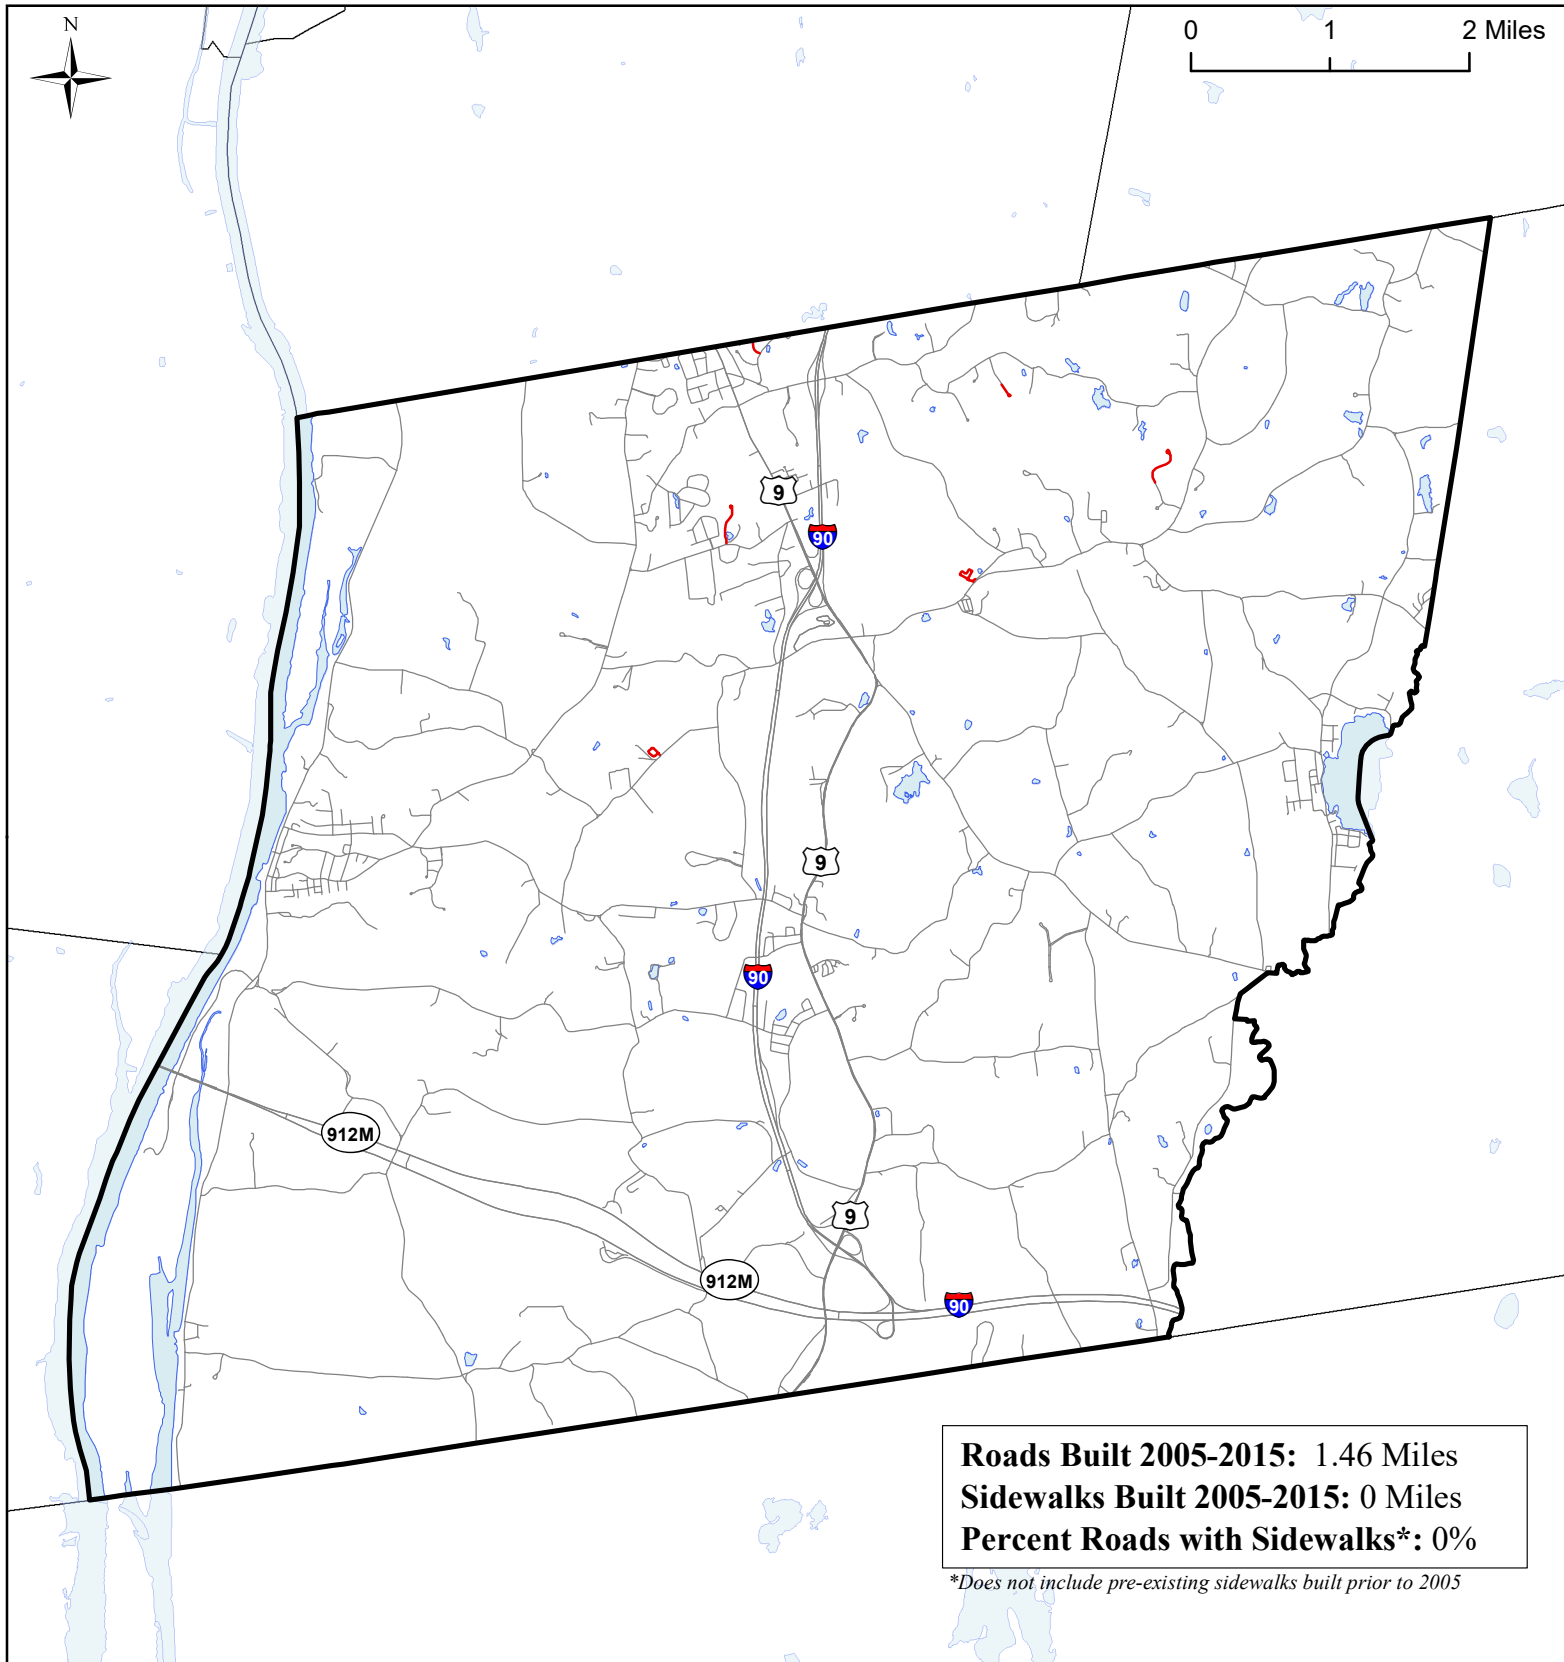 N
0 1 2 Miles
9
90
9
90
912M
9
912M
90
Roads Built 2005-2015: 1.46 Miles
Sidewalks Built 2005-2015: 0 Miles
Percent Roads with Sidewalks*: 0%
*Does not include pre-existing sidewalks built prior to 2005